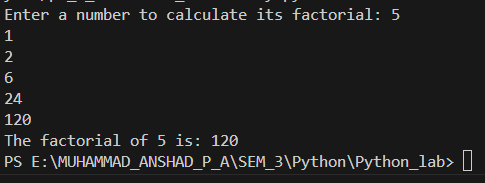 Enter a number to calculate its factorial: 5
1
2
6
24
120
The factorial of 5 is: 120
PS E:\MUHAMMAD_ANSHAD_P_A\SEM_3\Python\Python_lab>